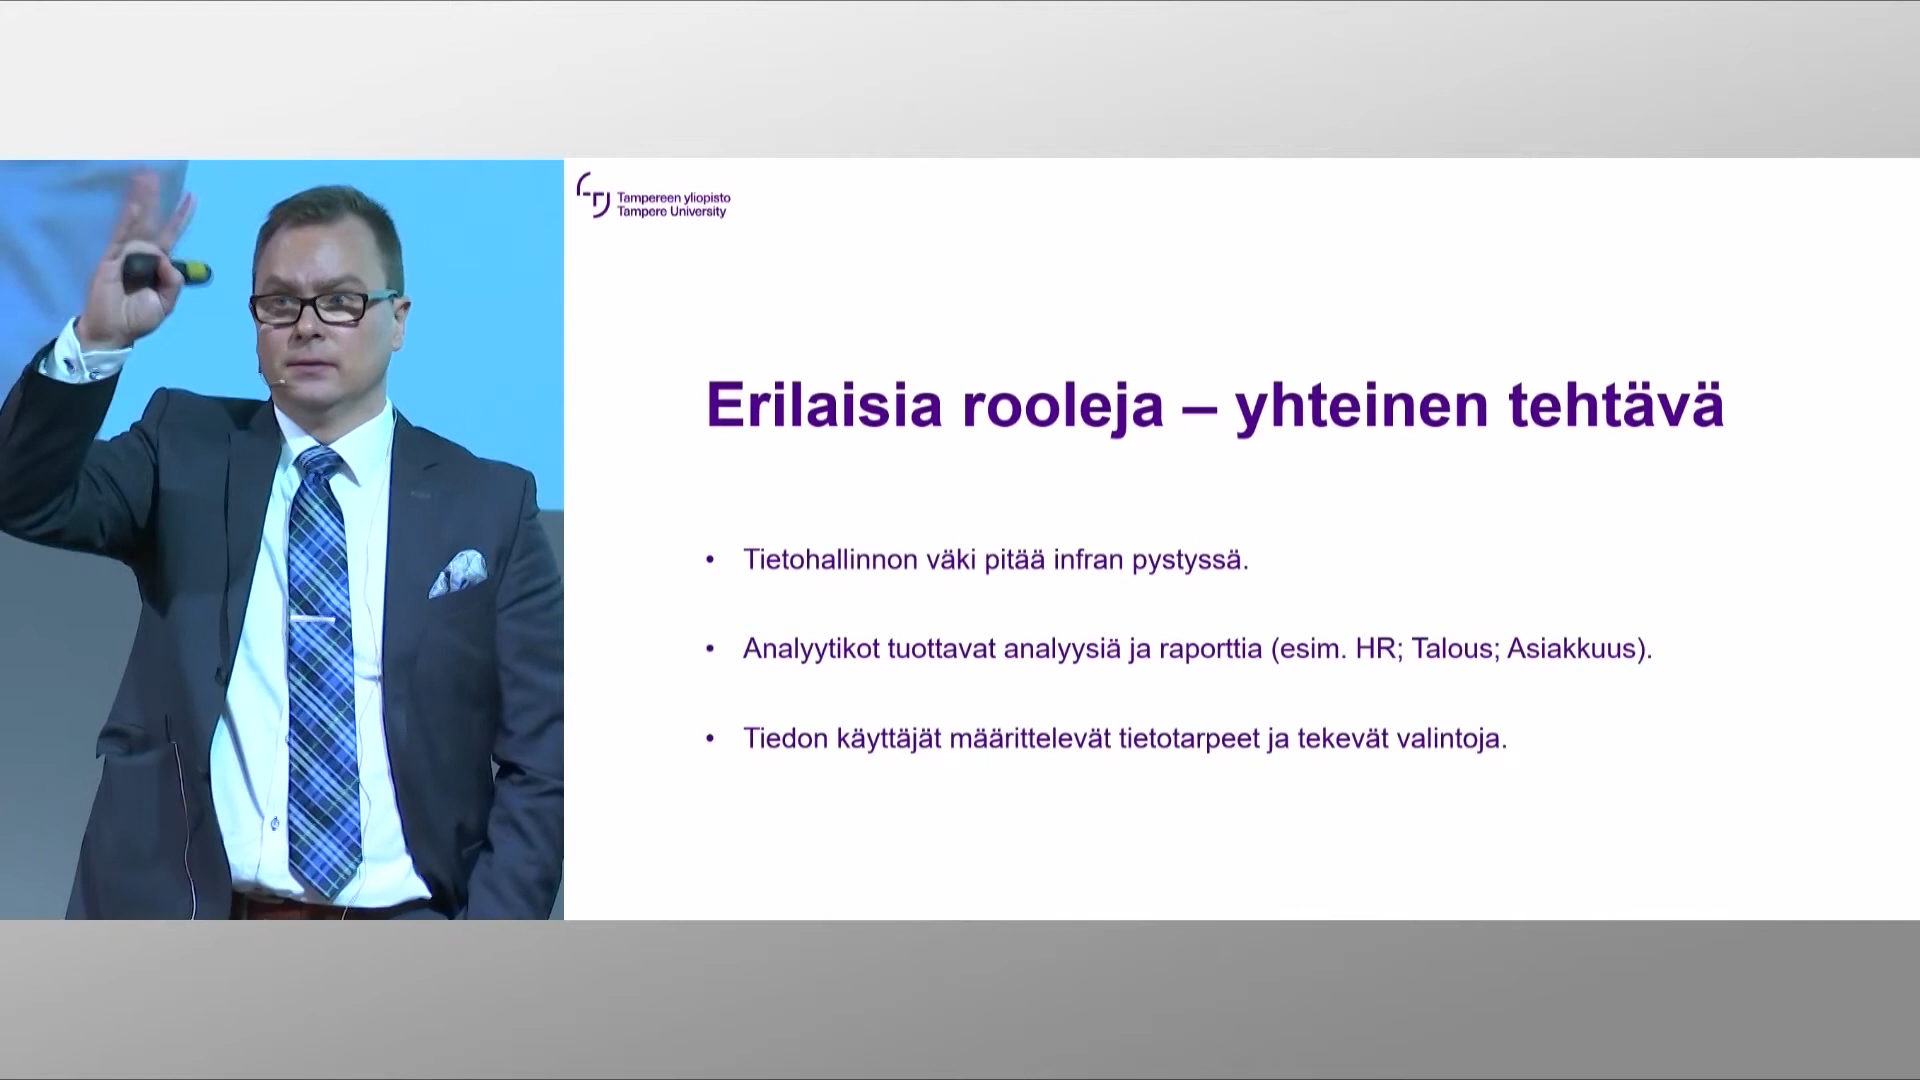 Tampereen yliopisto
Tampere University
Erilaisia rooleja – yhteinen tehtävä
• Tietohallinnon väki pitää infran pystyssä.
• Analyytikot tuottavat analyysiä ja raporttia (esim. HR; Talous; Asiakkuus).
• Tiedon käyttäjät määrittelevät tietotarpeet ja tekevät valintoja.